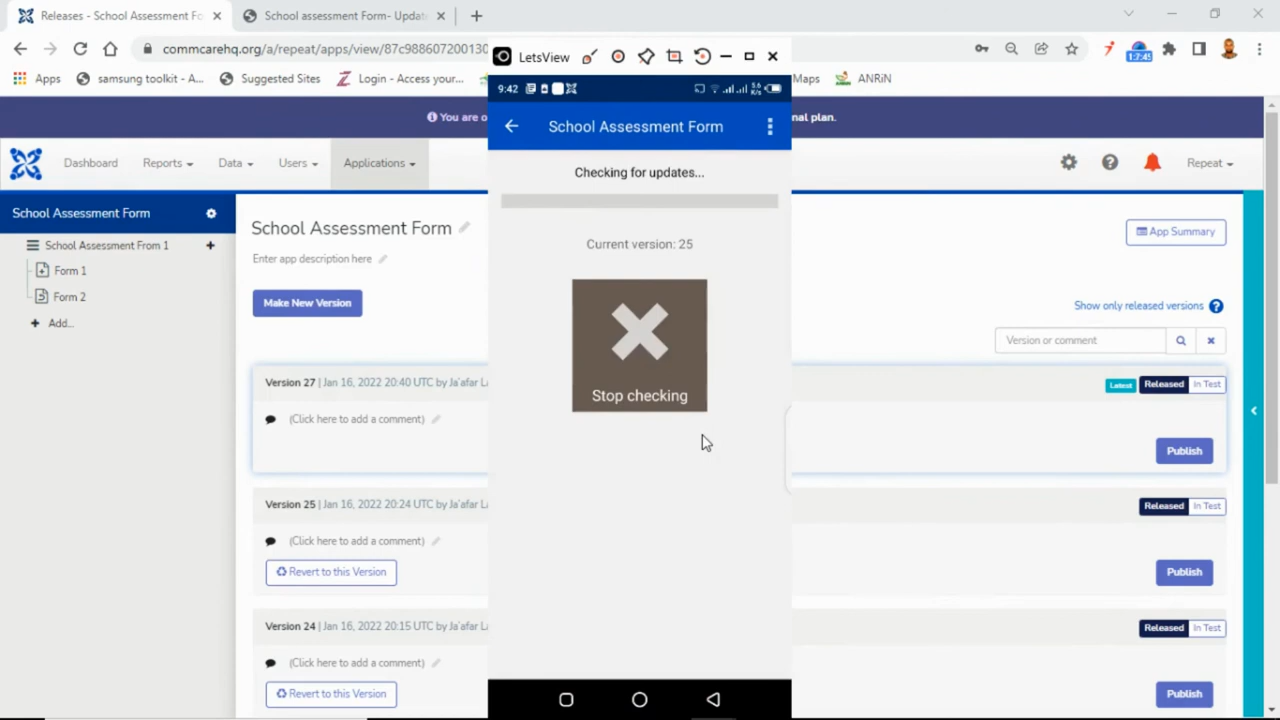 Releases - School Assessment Fo
School assessment Form- Updat
commcarehq.org/a/repeat/apps/view/87c988607200130
1:7:45
Apps
samsung toolkit - A...
Suggested Sites
Login - Access your...
Maps
ANRiN
LetsView
You are o
nal plan.
9:42
3.6
K/s
School Assessment Form
Dashboard
Reports
Data
Users
Applications
Repeat
School Assessment Form
School Assessment From 1
Form 1
Form 2
Add...
School Assessment Form
Enter app description here
Make New Version
App Summary
Show only released versions
Version or comment
Checking for updates...
Current version: 25
Stop checking
Version 27 | Jan 16, 2022 20:40 UTC by Ja'afar L
Latest Released In Test
(Click here to add a comment)
Publish
Version 25 | Jan 16, 2022 20:24 UTC by Ja'afar L
Released In Test
(Click here to add a comment)
Revert to this Version
Publish
Version 24 | Jan 16, 2022 20:15 UTC by Ja'afar L
Released In Test
(Click here to add a comment)
Revert to this Version
Publish